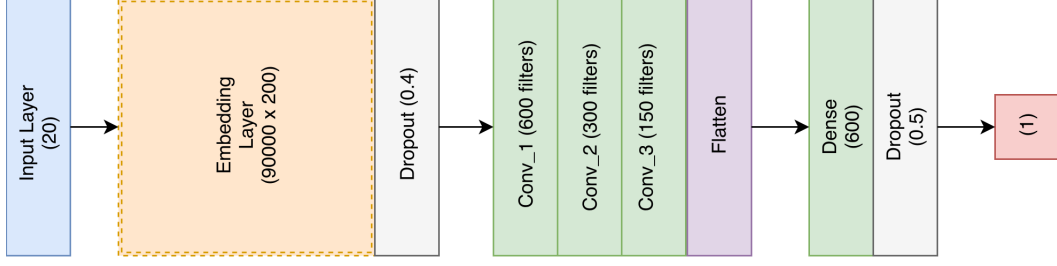 Input Layer
(20)
Embedding
Layer
(90000 x 200)
Dropout (0.4)
Conv_1 (600 filters)
Conv_2 (300 filters)
Conv_3 (150 filters)
Flatten
Dense
(600)
Dropout
(0.5)
(1)